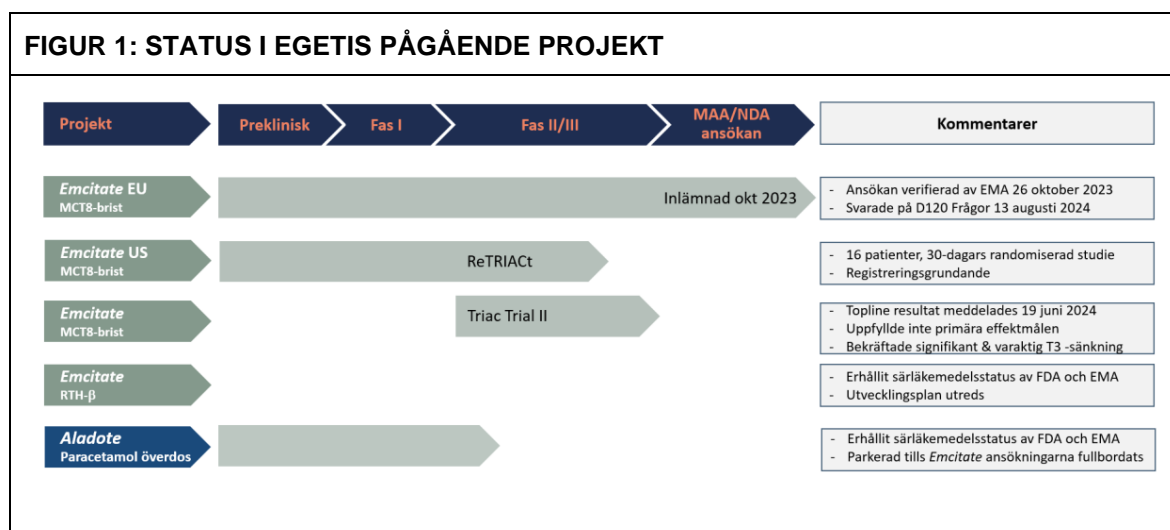 FIGUR 1: STATUS I EGETIS PÅGÅENDE PROJEKT
Projekt
Preklinisk
Fas I
Fas II/III
MAA/NDA
ansökan
Kommentarer
Emcitate EU
MCT8-brist
Inlämnad okt 2023
- Ansökan verifierad av EMA 26 oktober 2023
- Svarade på D120 Frågor 13 augusti 2024
Emcitate US
MCT8-brist
ReTRIACt
- 16 patienter, 30-dagars randomiserad studie
- Registreringsgrundande
Emcitate
MCT8-brist
Triac Trial II
- Topline resultat meddelades 19 juni 2024
- Uppfyllde inte primära effektmålen
- Bekräftade signifikant & varaktig T3 -sänkning
Emcitate
RTH-β
- Erhållit särläkemedelsstatus av FDA och EMA
- Utvecklingsplan utreds
Aladote
Paracetamol överdos
- Erhållit särläkemedelsstatus av FDA och EMA
- Parkerad tills Emcitate ansökningarna fullbordats